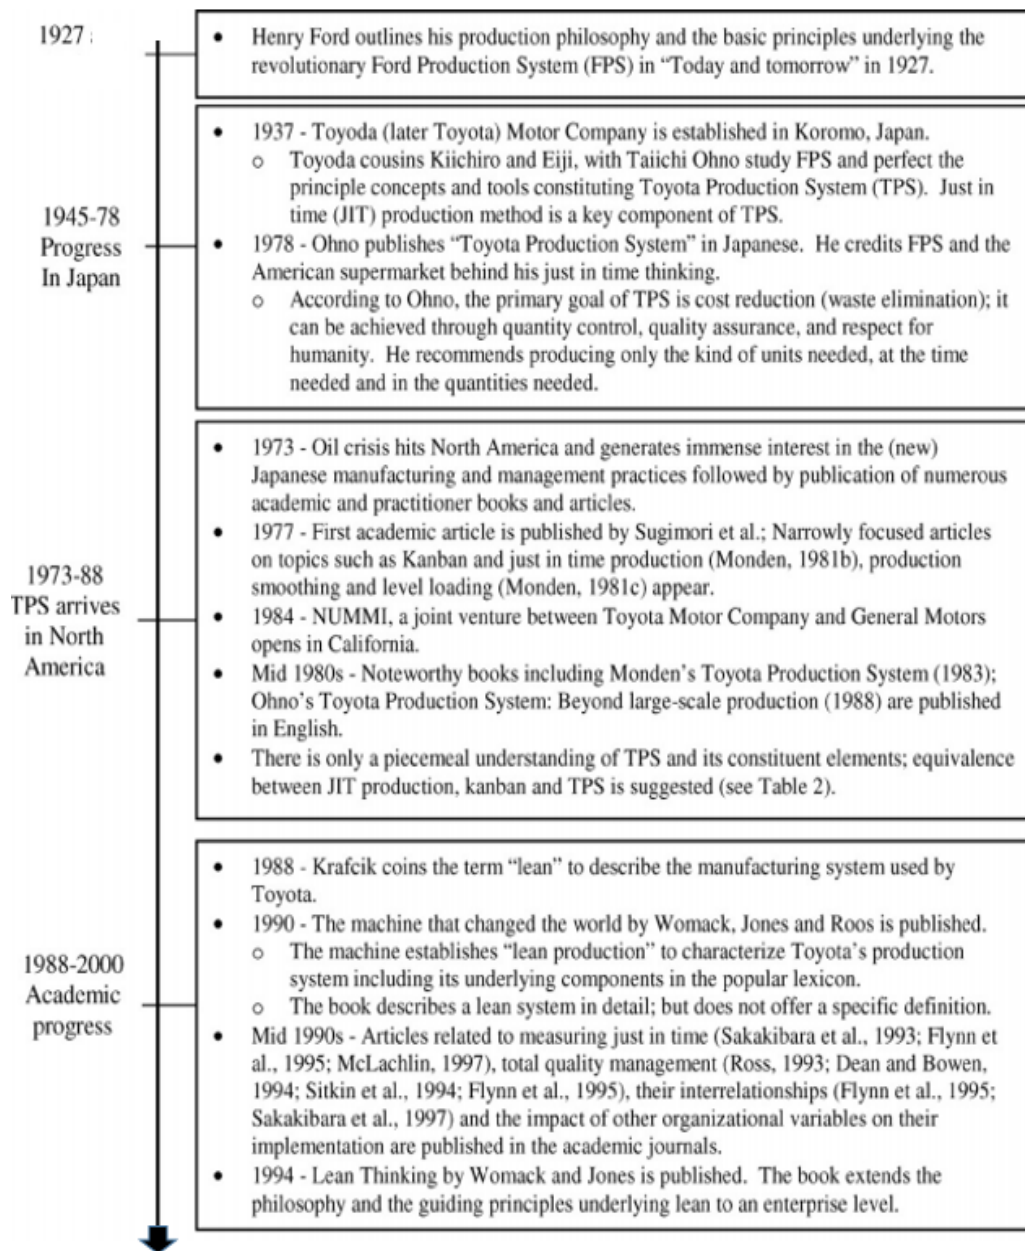 1927 :
• Henry Ford outlines his production philosophy and the basic principles underlying the
revolutionary Ford Production System (FPS) in “Today and tomorrow” in 1927.
1945-78
Progress
In Japan
• 1937 - Toyoda (later Toyota) Motor Company is established in Koromo, Japan.
o Toyoda cousins Kiichiro and Eiji, with Taiichi Ohno study FPS and perfect the
principle concepts and tools constituting Toyota Production System (TPS). Just in
time (JIT) production method is a key component of TPS.
• 1978 - Ohno publishes “Toyota Production System” in Japanese. He credits FPS and the
American supermarket behind his just in time thinking.
o According to Ohno, the primary goal of TPS is cost reduction (waste elimination); it
can be achieved through quantity control, quality assurance, and respect for
humanity. He recommends producing only the kind of units needed, at the time
needed and in the quantities needed.
1973-88
TPS arrives
in North
America
• 1973 - Oil crisis hits North America and generates immense interest in the (new)
Japanese manufacturing and management practices followed by publication of numerous
academic and practitioner books and articles.
• 1977 - First academic article is published by Sugimori et al.; Narrowly focused articles
on topics such as Kanban and just in time production (Monden, 1981b), production
smoothing and level loading (Monden, 1981c) appear.
• 1984 - NUMMI, a joint venture between Toyota Motor Company and General Motors
opens in California.
• Mid 1980s - Noteworthy books including Monden’s Toyota Production System (1983);
Ohno’s Toyota Production System: Beyond large-scale production (1988) are published
in English.
• There is only a piecemeal understanding of TPS and its constituent elements; equivalence
between JIT production, kanban and TPS is suggested (see Table 2).
1988-2000
Academic
progress
• 1988 - Krafcik coins the term “lean” to describe the manufacturing system used by
Toyota.
• 1990 - The machine that changed the world by Womack, Jones and Roos is published.
o The machine establishes “lean production” to characterize Toyota’s production
system including its underlying components in the popular lexicon.
o The book describes a lean system in detail; but does not offer a specific definition.
• Mid 1990s - Articles related to measuring just in time (Sakakibara et al., 1993; Flynn et
al., 1995; McLachlin, 1997), total quality management (Ross, 1993; Dean and Bowen,
1994; Sitkin et al., 1994; Flynn et al., 1995), their interrelationships (Flynn et al., 1995;
Sakakibara et al., 1997) and the impact of other organizational variables on their
implementation are published in the academic journals.
• 1994 - Lean Thinking by Womack and Jones is published. The book extends the
philosophy and the guiding principles underlying lean to an enterprise level.